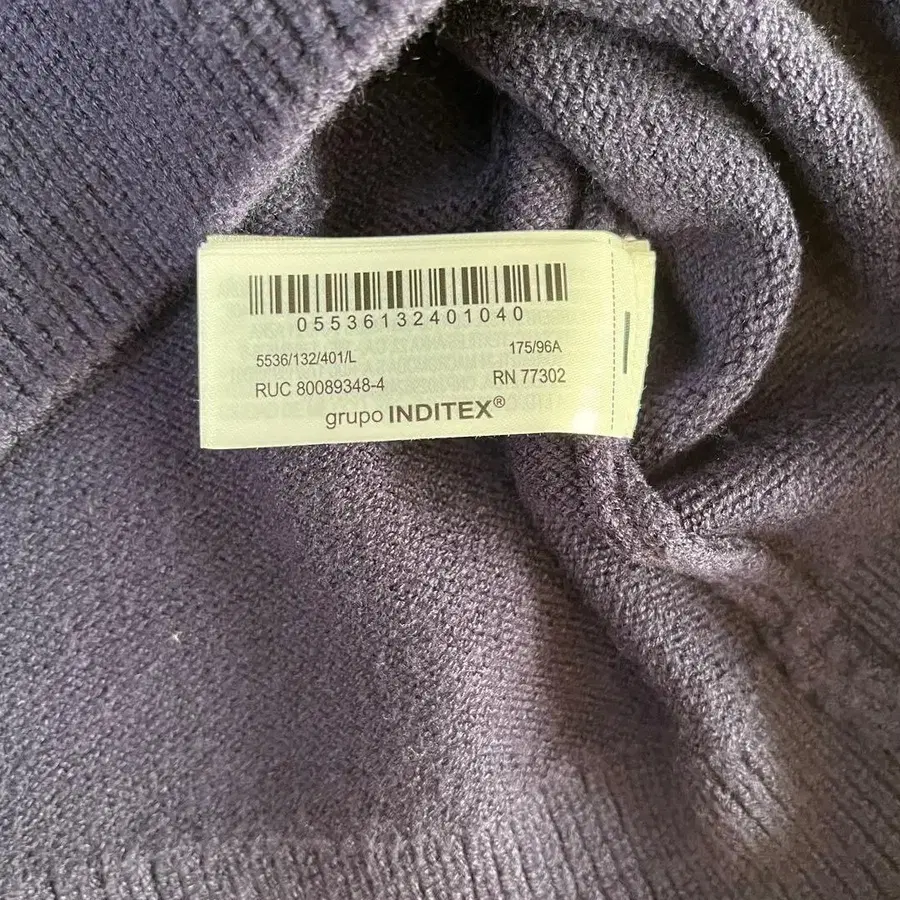 05536132401040
5536/132/401/L 175/96A
RUC 80089348-4 RN 77302
grupo INDITEX®